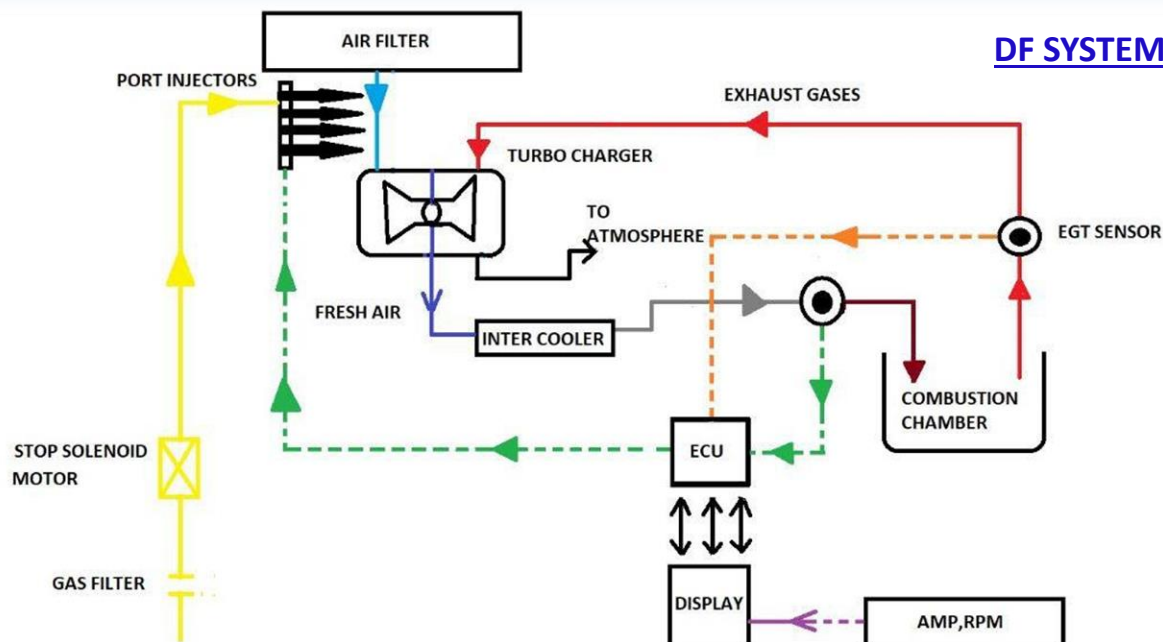 DF SYSTEM
AIR FILTER
PORT INJECTORS
EXHAUST GASES
TURBO CHARGER
TO
ATMOSPHERE
EGT SENSOR
FRESH AIR
INTER COOLER
COMBUSTION
CHAMBER
STOP SOLENOID
MOTOR
ECU
GAS FILTER
DISPLAY
AMP,RPM